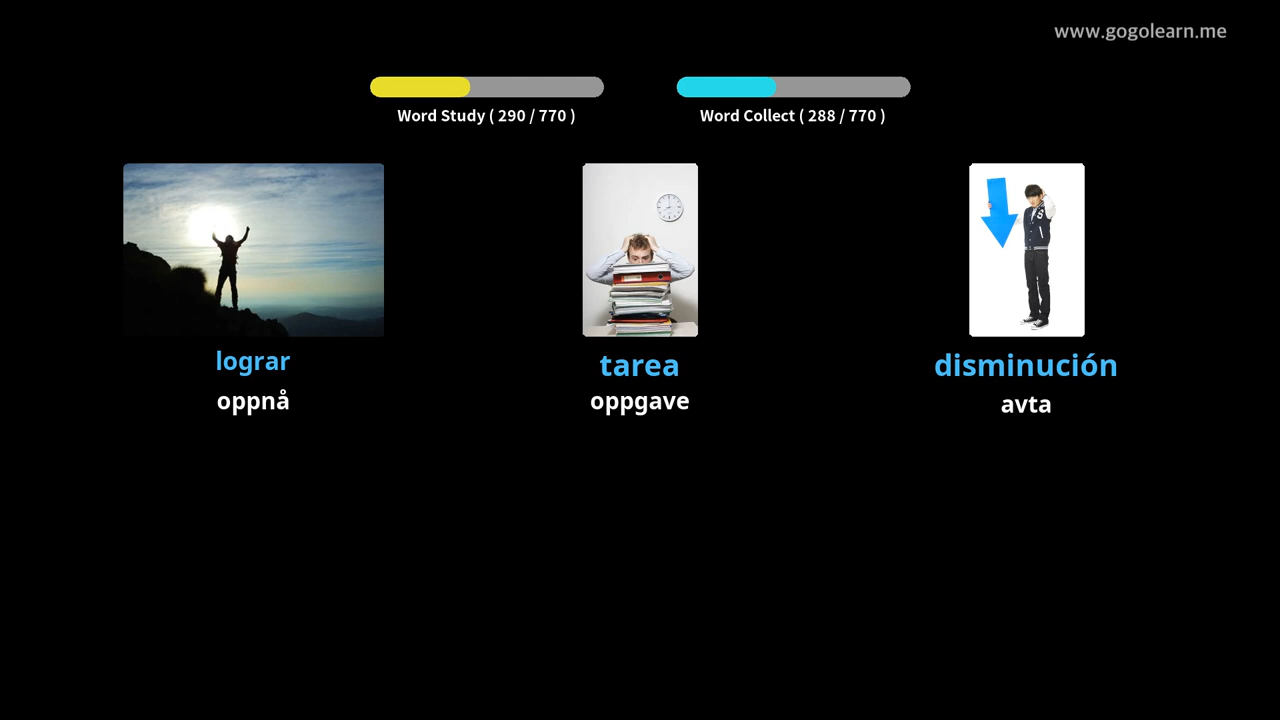 www.gogolearn.me
Word Study ( 290 / 770 )
Word Collect ( 288 / 770 )
lograr
oppnå
tarea
oppgave
disminución
avta